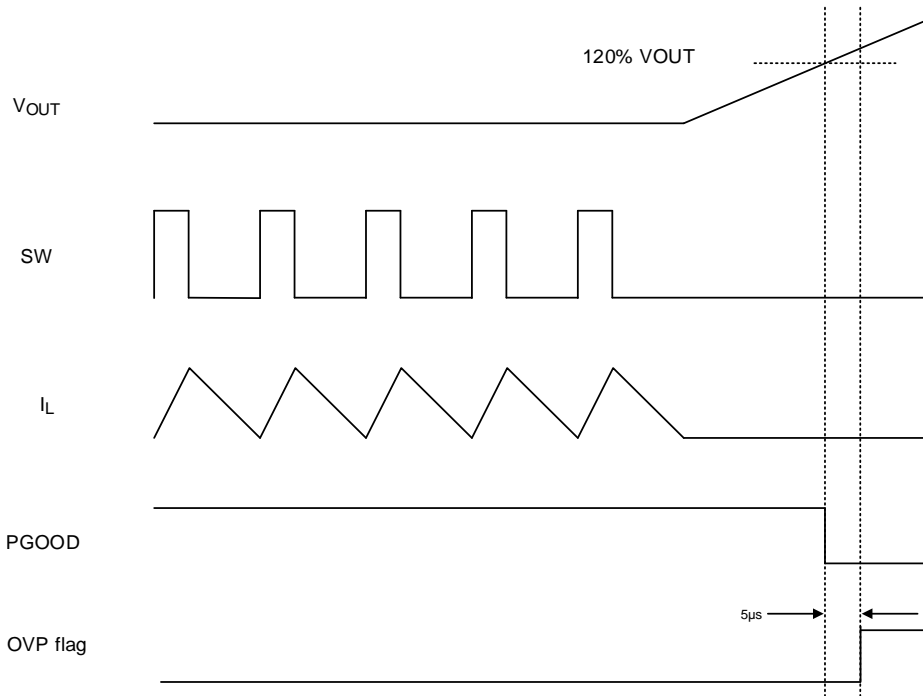 120% VOUT
VOUT
SW
IL
PGOOD
5µs
OVP flag